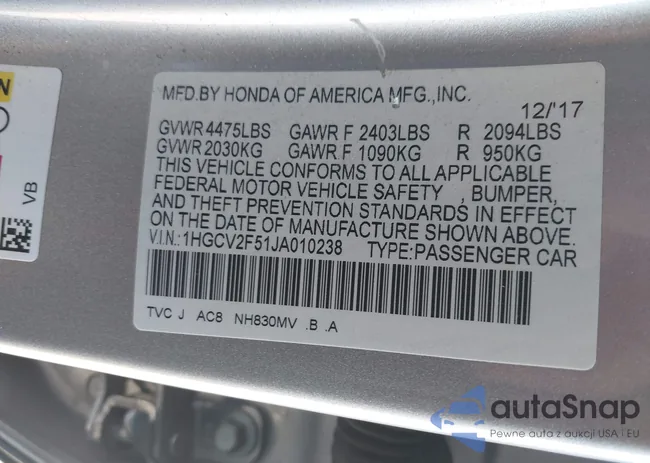 MFD.BY HONDA OF AMERICA MFG.,INC.
12/'17
GVWR 4475LBS GAWR F 2403LBS R 2094LBS
GVWR 2030KG GAWR F 1090KG R 950KG
THIS VEHICLE CONFORMS TO ALL APPLICABLE
FEDERAL MOTOR VEHICLE SAFETY , BUMPER,
AND THEFT PREVENTION STANDARDS IN EFFECT
ON THE DATE OF MANUFACTURE SHOWN ABOVE.
V.I.N.:1HGCV2F51JA010238 TYPE:PASSENGER CAR
TVC J AC8 NH830MV .B .A
N
VB
autaSnap
Pewne auta z aukcji USA i EU